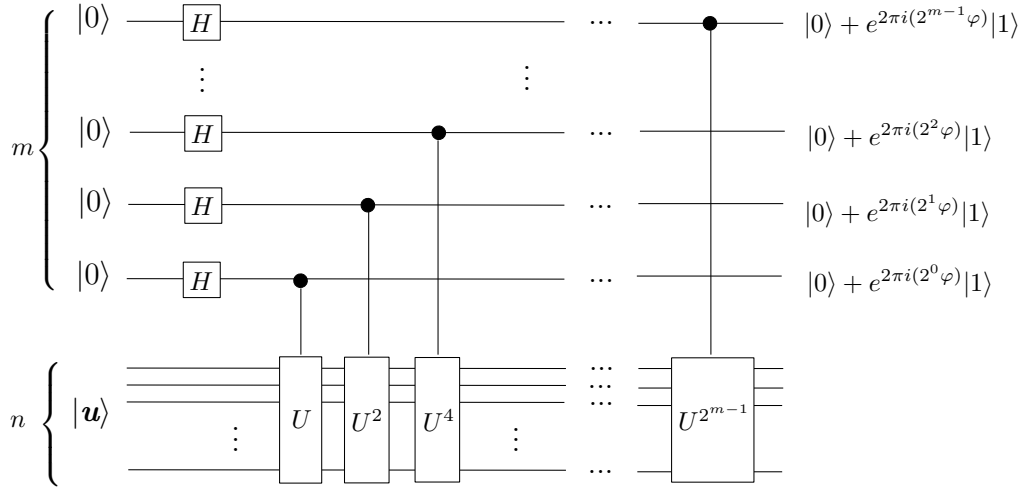 |0⟩ H ... |0⟩ + e^{2πi(2^{m−1}φ)}|1⟩
⋮ ⋮
m |0⟩ H ... |0⟩ + e^{2πi(2^2φ)}|1⟩
|0⟩ H ... |0⟩ + e^{2πi(2^1φ)}|1⟩
|0⟩ H ... |0⟩ + e^{2πi(2^0φ)}|1⟩
...
...
n |u⟩ U U^2 U^4 ... U^{2^{m−1}}
⋮ ⋮
...